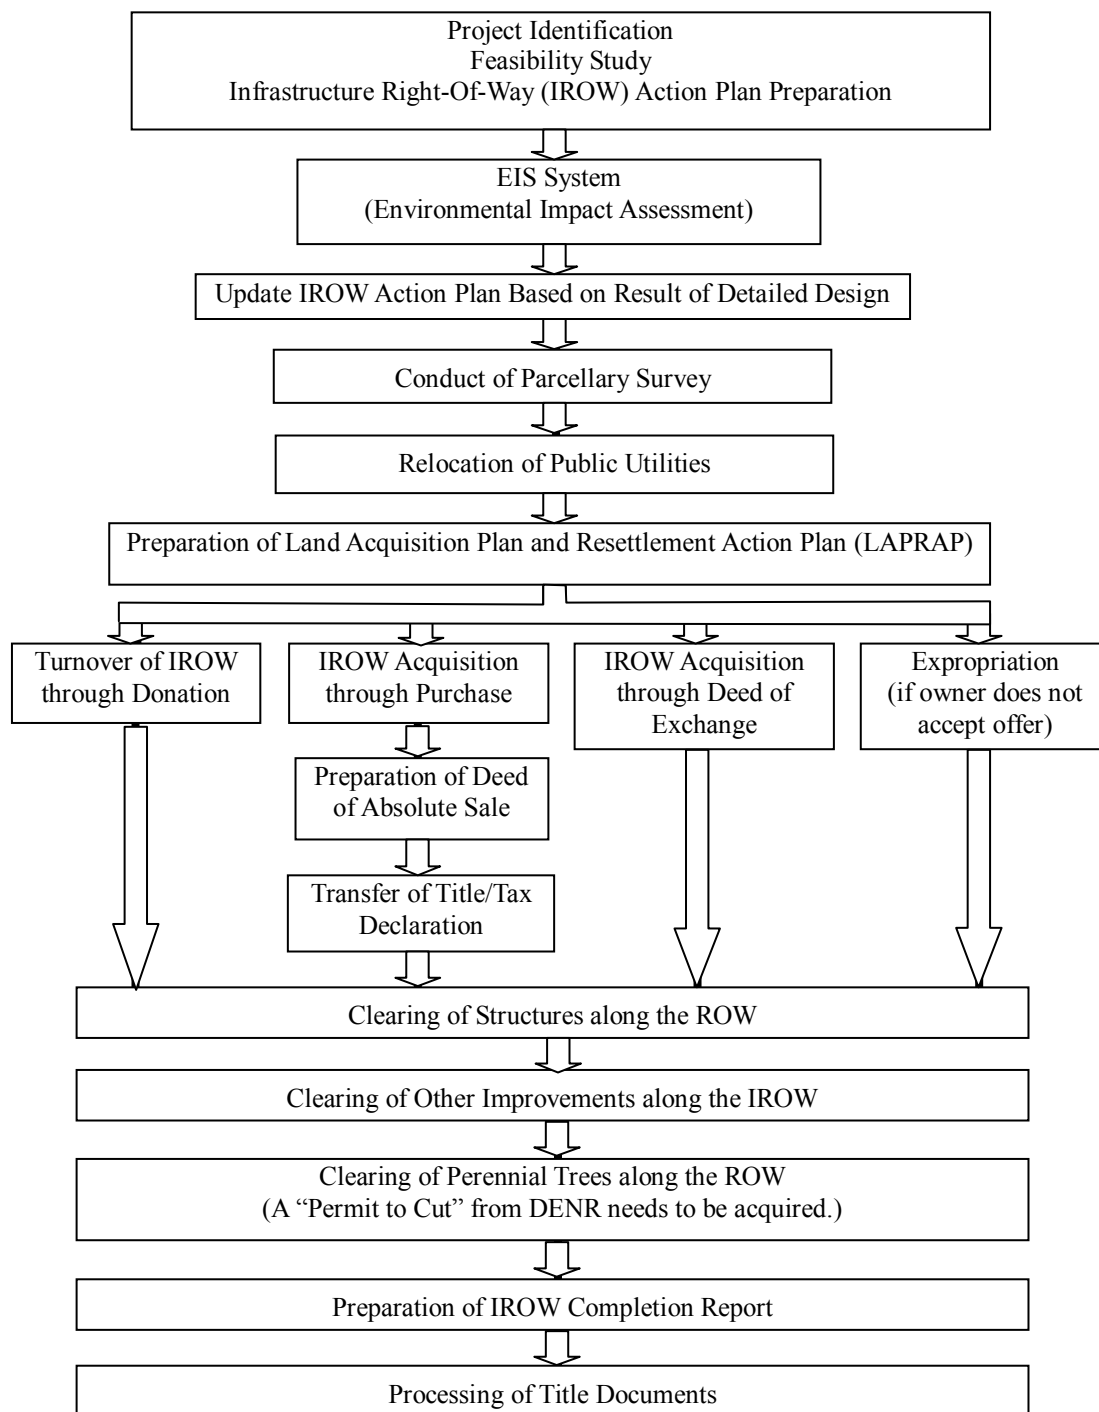 Project Identification
Feasibility Study
Infrastructure Right-Of-Way (IROW) Action Plan Preparation
EIS System
(Environmental Impact Assessment)
Update IROW Action Plan Based on Result of Detailed Design
Conduct of Parcellary Survey
Relocation of Public Utilities
Preparation of Land Acquisition Plan and Resettlement Action Plan (LAPRAP)
Turnover of IROW
through Donation
IROW Acquisition
through Purchase
IROW Acquisition
through Deed of
Exchange
Expropriation
(if owner does not
accept offer)
Preparation of Deed
of Absolute Sale
Transfer of Title/Tax
Declaration
Clearing of Structures along the ROW
Clearing of Other Improvements along the IROW
Clearing of Perennial Trees along the ROW
(A “Permit to Cut” from DENR needs to be acquired.)
Preparation of IROW Completion Report
Processing of Title Documents